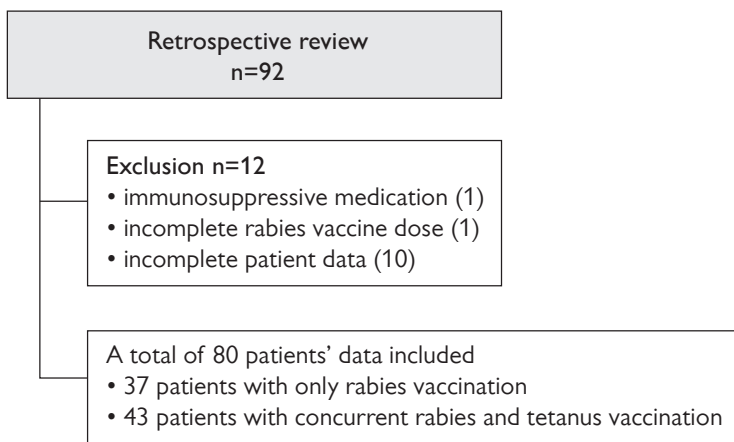 Retrospective review
n=92
Exclusion n=12
• immunosuppressive medication (1)
• incomplete rabies vaccine dose (1)
• incomplete patient data (10)
A total of 80 patients’ data included
• 37 patients with only rabies vaccination
• 43 patients with concurrent rabies and tetanus vaccination